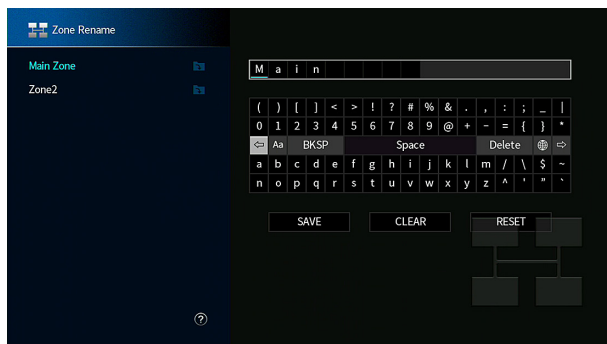 Zone Rename
Main Zone
Zone2
Main
( ) [ ] < > ! ? # % & . , : ; _ |
0 1 2 3 4 5 6 7 8 9 @ + - = { } *
⇦ Aa BKSP Space Delete ⇨
a b c d e f g h i j k l m / \ $ ~
n o p q r s t u v w x y z ^ ' " `
SAVE CLEAR RESET
?